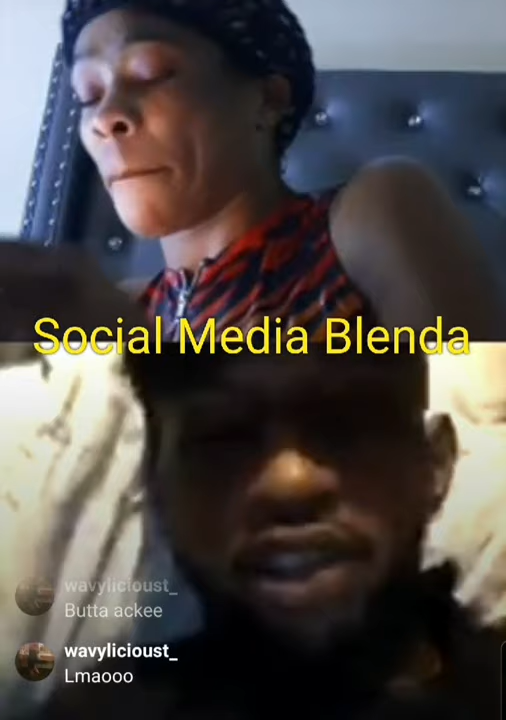 Social Media Blenda
wavylicioust_
Butta ackee
wavylicioust_
Lmaooo